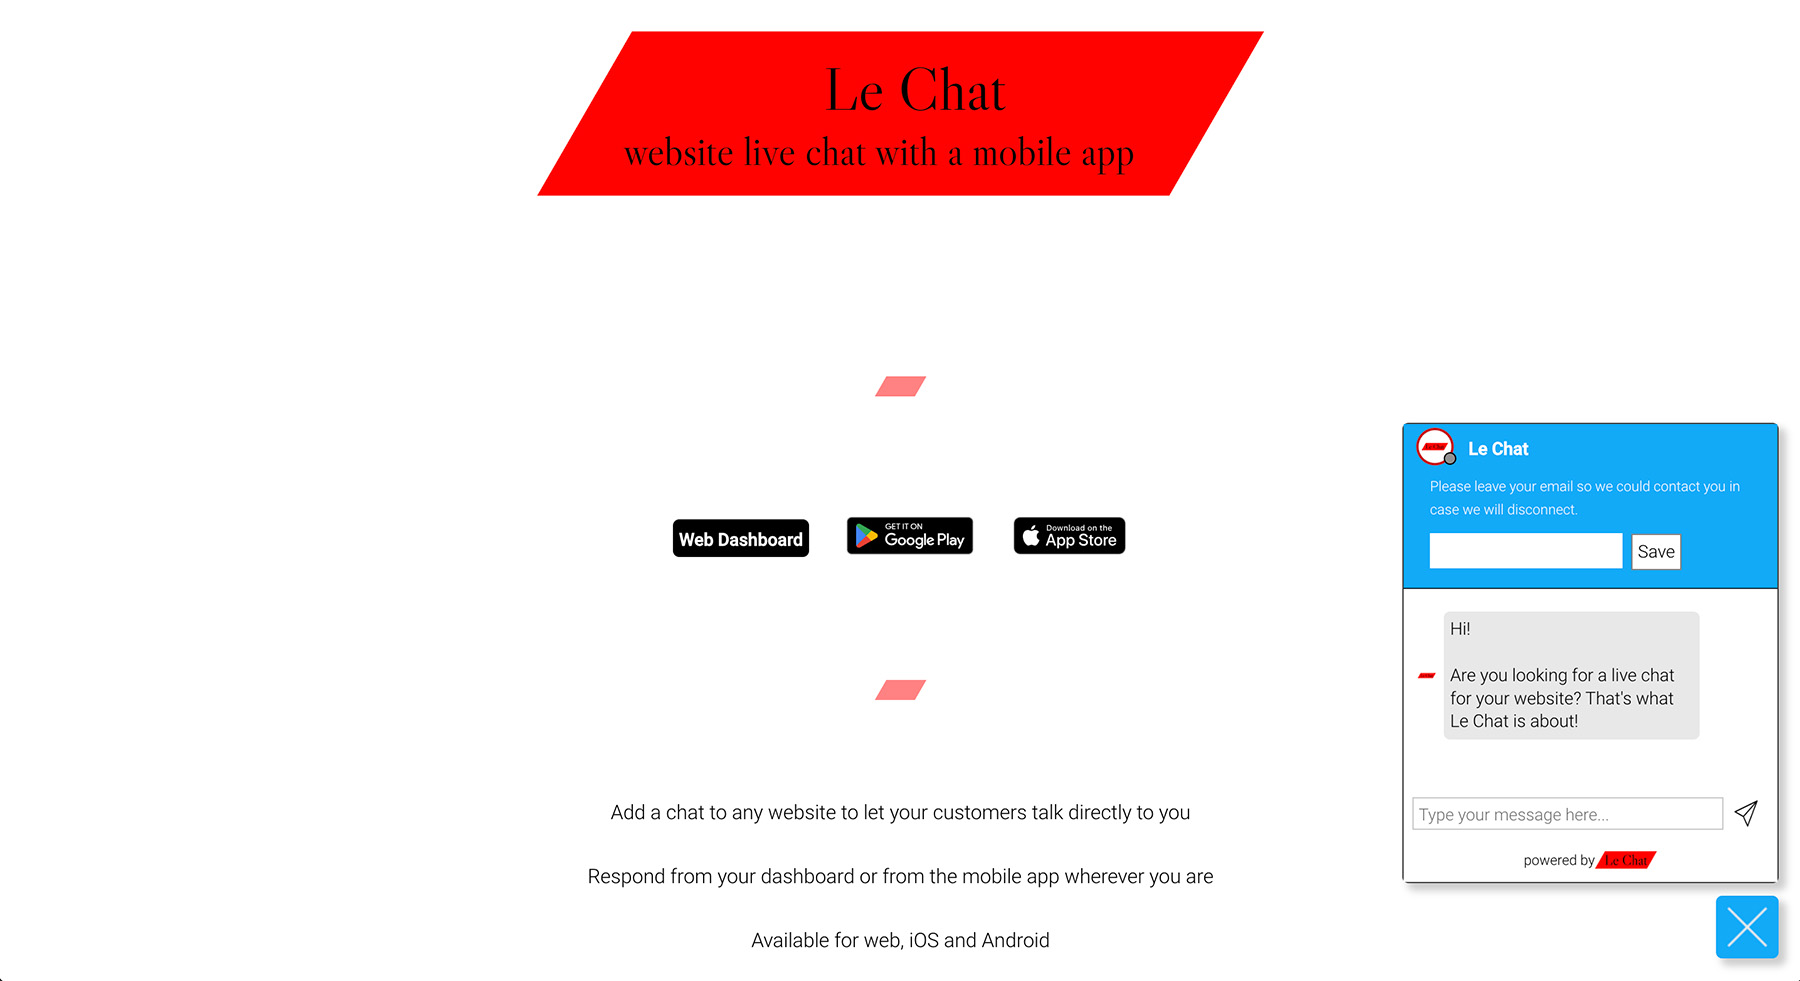 Le Chat
website live chat with a mobile app
Web Dashboard
GET IT ON
Google Play
Download on the
App Store
Add a chat to any website to let your customers talk directly to you
Respond from your dashboard or from the mobile app wherever you are
Available for web, iOS and Android
Le Chat
Please leave your email so we could contact you in
case we will disconnect.
Save
Hi!
Are you looking for a live chat
for your website? That's what
Le Chat is about!
Type your message here...
powered by Le Chat